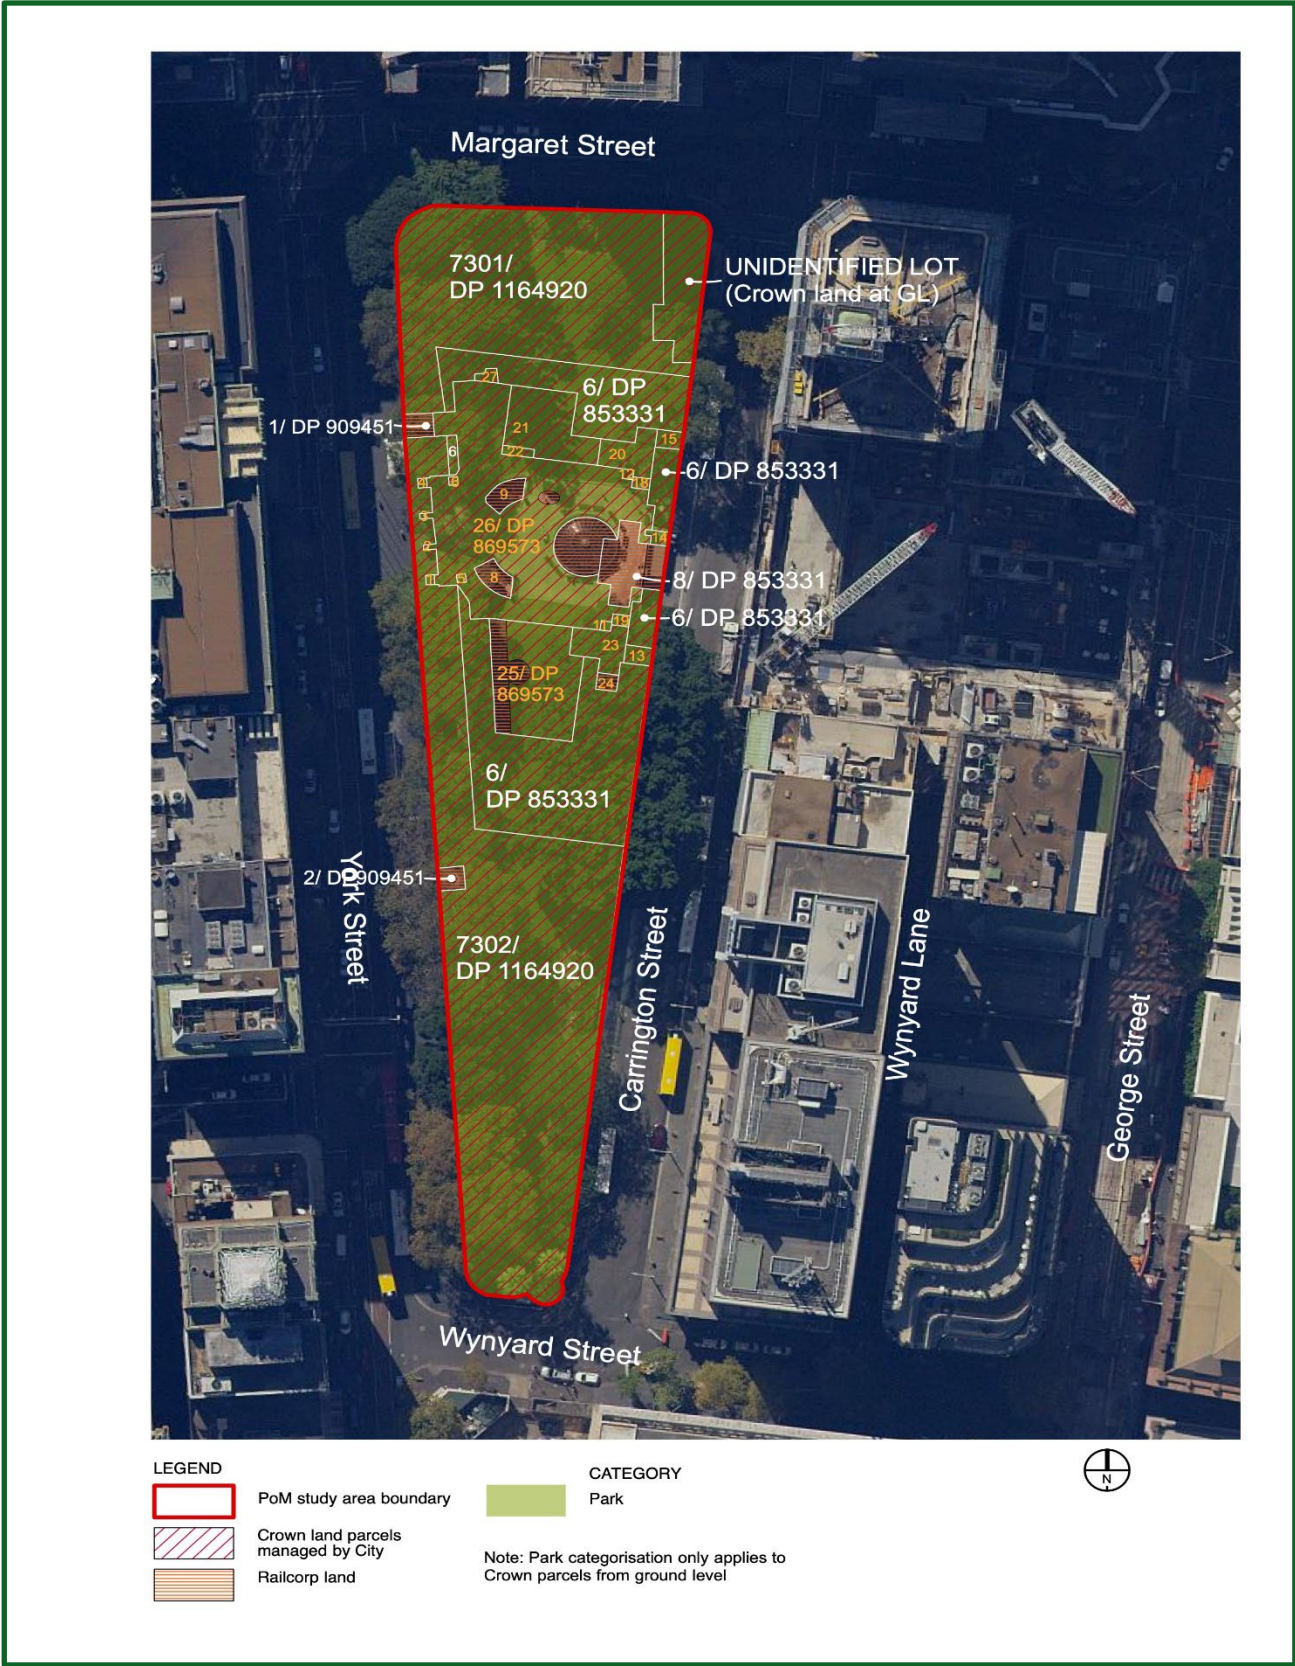 Margaret Street
7301/
DP 1164920
UNIDENTIFIED LOT
(Crown land at GL)
27
6/ DP
853331
1/ DP 909451
21
15
6
22
20
6/ DP 853331
12
18
9
26/ DP
869573
3
2
14
8/ DP 853331
1
8
6/ DP 853331
11
19
23
13
25/ DP
869573
24
6/
DP 853331
York Street
2/ DP 909451
7302/
DP 1164920
Carrington Street
Wynyard Lane
George Street
Wynyard Street
LEGEND
PoM study area boundary
Crown land parcels
managed by City
Railcorp land
CATEGORY
Park
Note: Park categorisation only applies to
Crown parcels from ground level
N